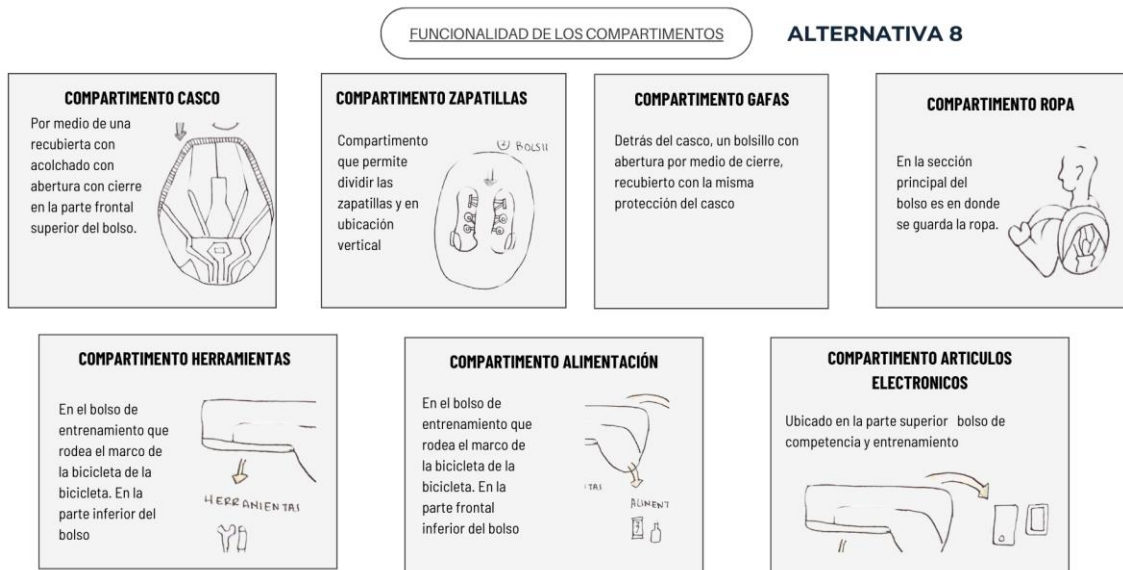 FUNCIONALIDAD DE LOS COMPARTIMENTOS
ALTERNATIVA 8
COMPARTIMENTO CASCO
Por medio de una
recubierta con
acolchado con
abertura con cierre
en la parte frontal
superior del bolso.
COMPARTIMENTO ZAPATILLAS
Compartimento
que permite
dividir las
zapatillas y en
ubicación
vertical
2 BOLSII
COMPARTIMENTO GAFAS
Detrás del casco, un bolsillo con
abertura por medio de cierre,
recubierto con la misma
protección del casco
COMPARTIMENTO ROPA
En la sección
principal del
bolso es en donde
se guarda la ropa.
COMPARTIMENTO HERRAMIENTAS
En el bolso de
entrenamiento que
rodea el marco de
la bicicleta de la
bicicleta. En la
parte inferior del
bolso
HERRANIENTAS
COMPARTIMENTO ALIMENTACIÓN
En el bolso de
entrenamiento que
rodea el marco de
la bicicleta de la
bicicleta. En la
parte frontal
inferior del bolso
TAS
ALIMENT
COMPARTIMENTO ARTICULOS
ELECTRONICOS
Ubicado en la parte superior bolso de
competencia y entrenamiento